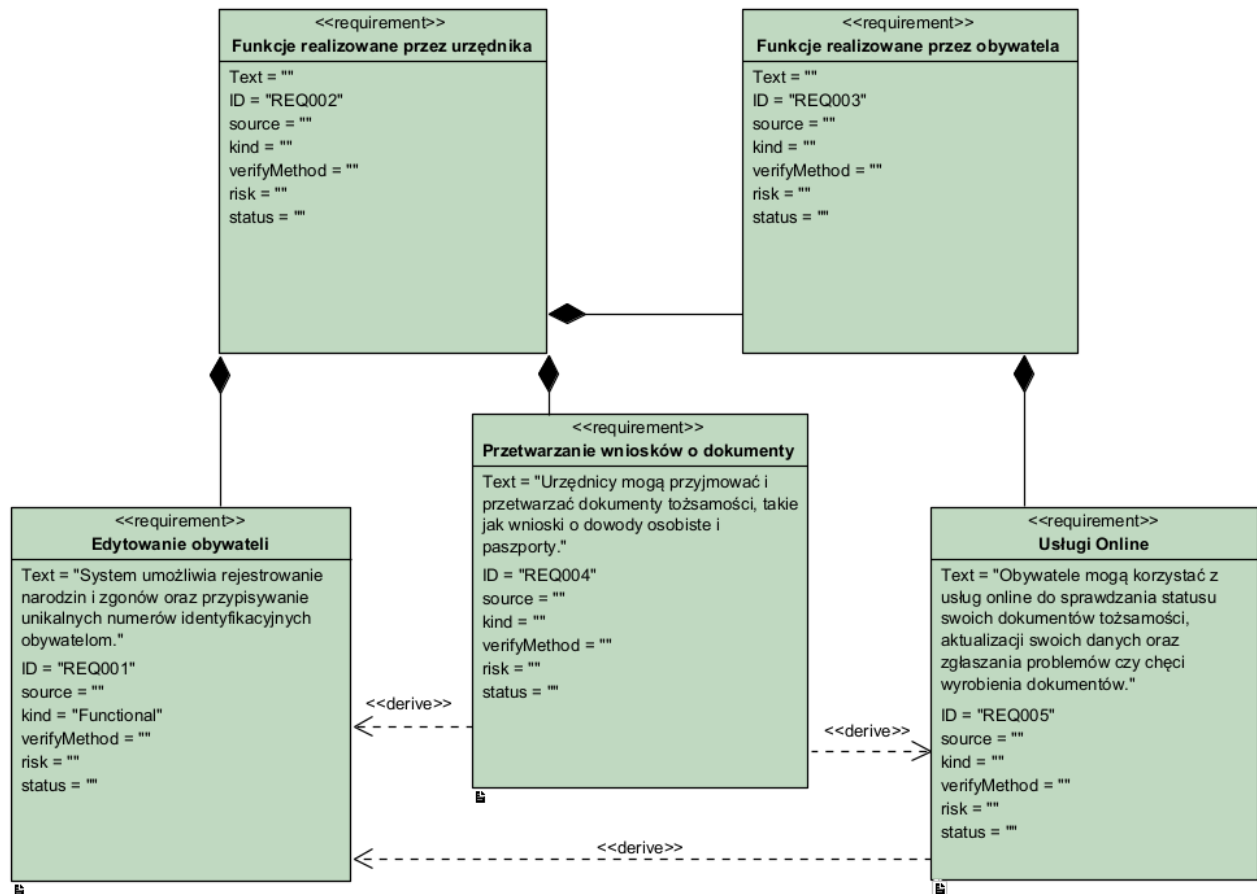 <<requirement>>
Funkcje realizowane przez urzędnika
Text = ""
ID = "REQ002"
source = ""
kind = ""
verifyMethod = ""
risk = ""
status = ""
<<requirement>>
Funkcje realizowane przez obywatela
Text = ""
ID = "REQ003"
source = ""
kind = ""
verifyMethod = ""
risk = ""
status = ""
<<requirement>>
Edytowanie obywateli
Text = "System umożliwia rejestrowanie
narodzin i zgonów oraz przypisywanie
unikalnych numerów identyfikacyjnych
obywatelom."
ID = "REQ001"
source = ""
kind = "Functional"
verifyMethod = ""
risk = ""
status = ""
<<requirement>>
Przetwarzanie wniosków o dokumenty
Text = "Urzędnicy mogą przyjmować i
przetwarzać dokumenty tożsamości, takie
jak wnioski o dowody osobiste i
paszporty."
ID = "REQ004"
source = ""
kind = ""
verifyMethod = ""
risk = ""
status = ""
<<requirement>>
Usługi Online
Text = "Obywatele mogą korzystać z
usług online do sprawdzania statusu
swoich dokumentów tożsamości,
aktualizacji swoich danych oraz
zgłaszania problemów czy chęci
wyrobienia dokumentów."
ID = "REQ005"
source = ""
kind = ""
verifyMethod = ""
risk = ""
status = ""
<<derive>>
<<derive>>
<<derive>>